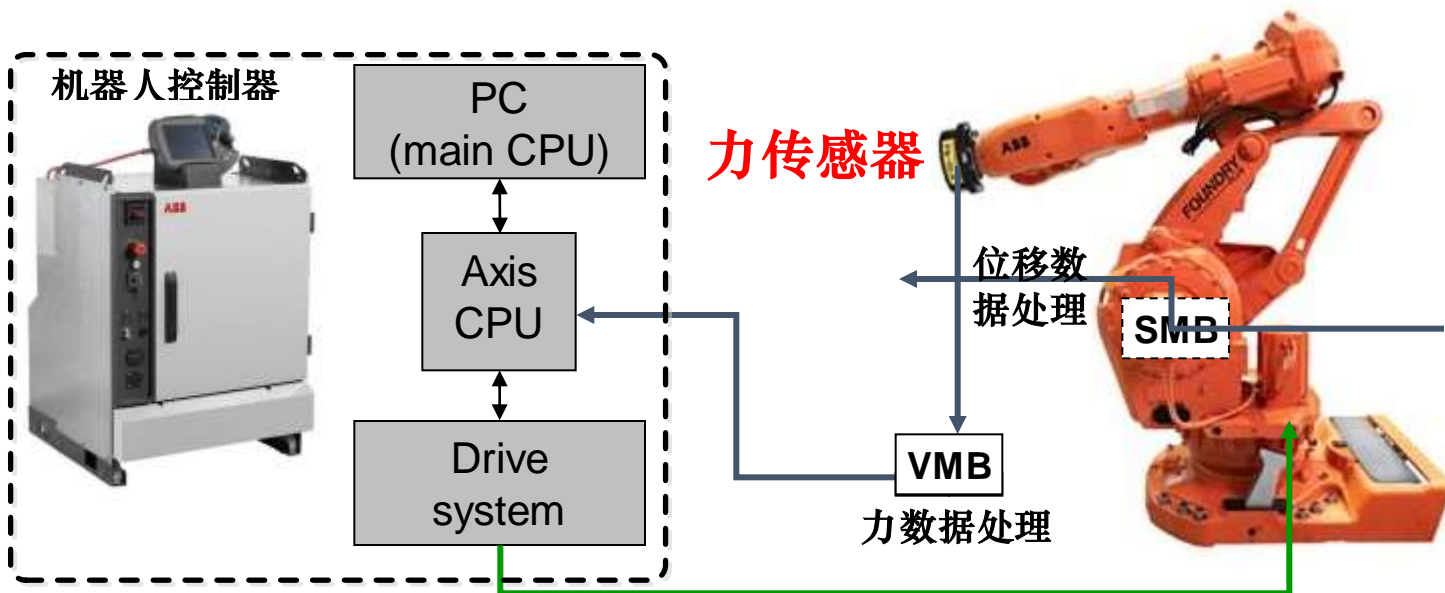 机器人控制器
ABB
PC
(main CPU)
Axis
CPU
Drive
system
力传感器
ABB
FOUNDRY
位移数
据处理
SMB
VMB
力数据处理